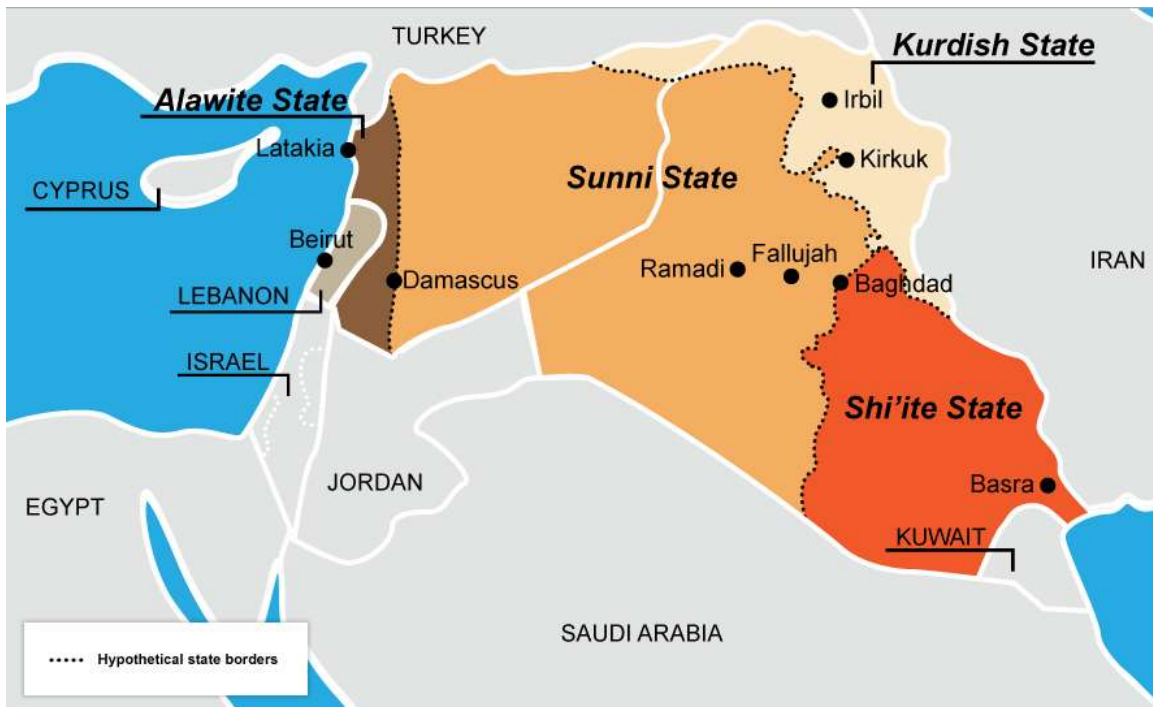 TURKEY
Kurdish State
Alawite State
Irbil
Latakia
Kirkuk
CYPRUS
Sunni State
Beirut
Fallujah
Ramadi
IRAN
Damascus
Baghdad
LEBANON
ISRAEL
Shi'ite State
JORDAN
Basra
EGYPT
KUWAIT
SAUDI ARABIA
Hypothetical state borders